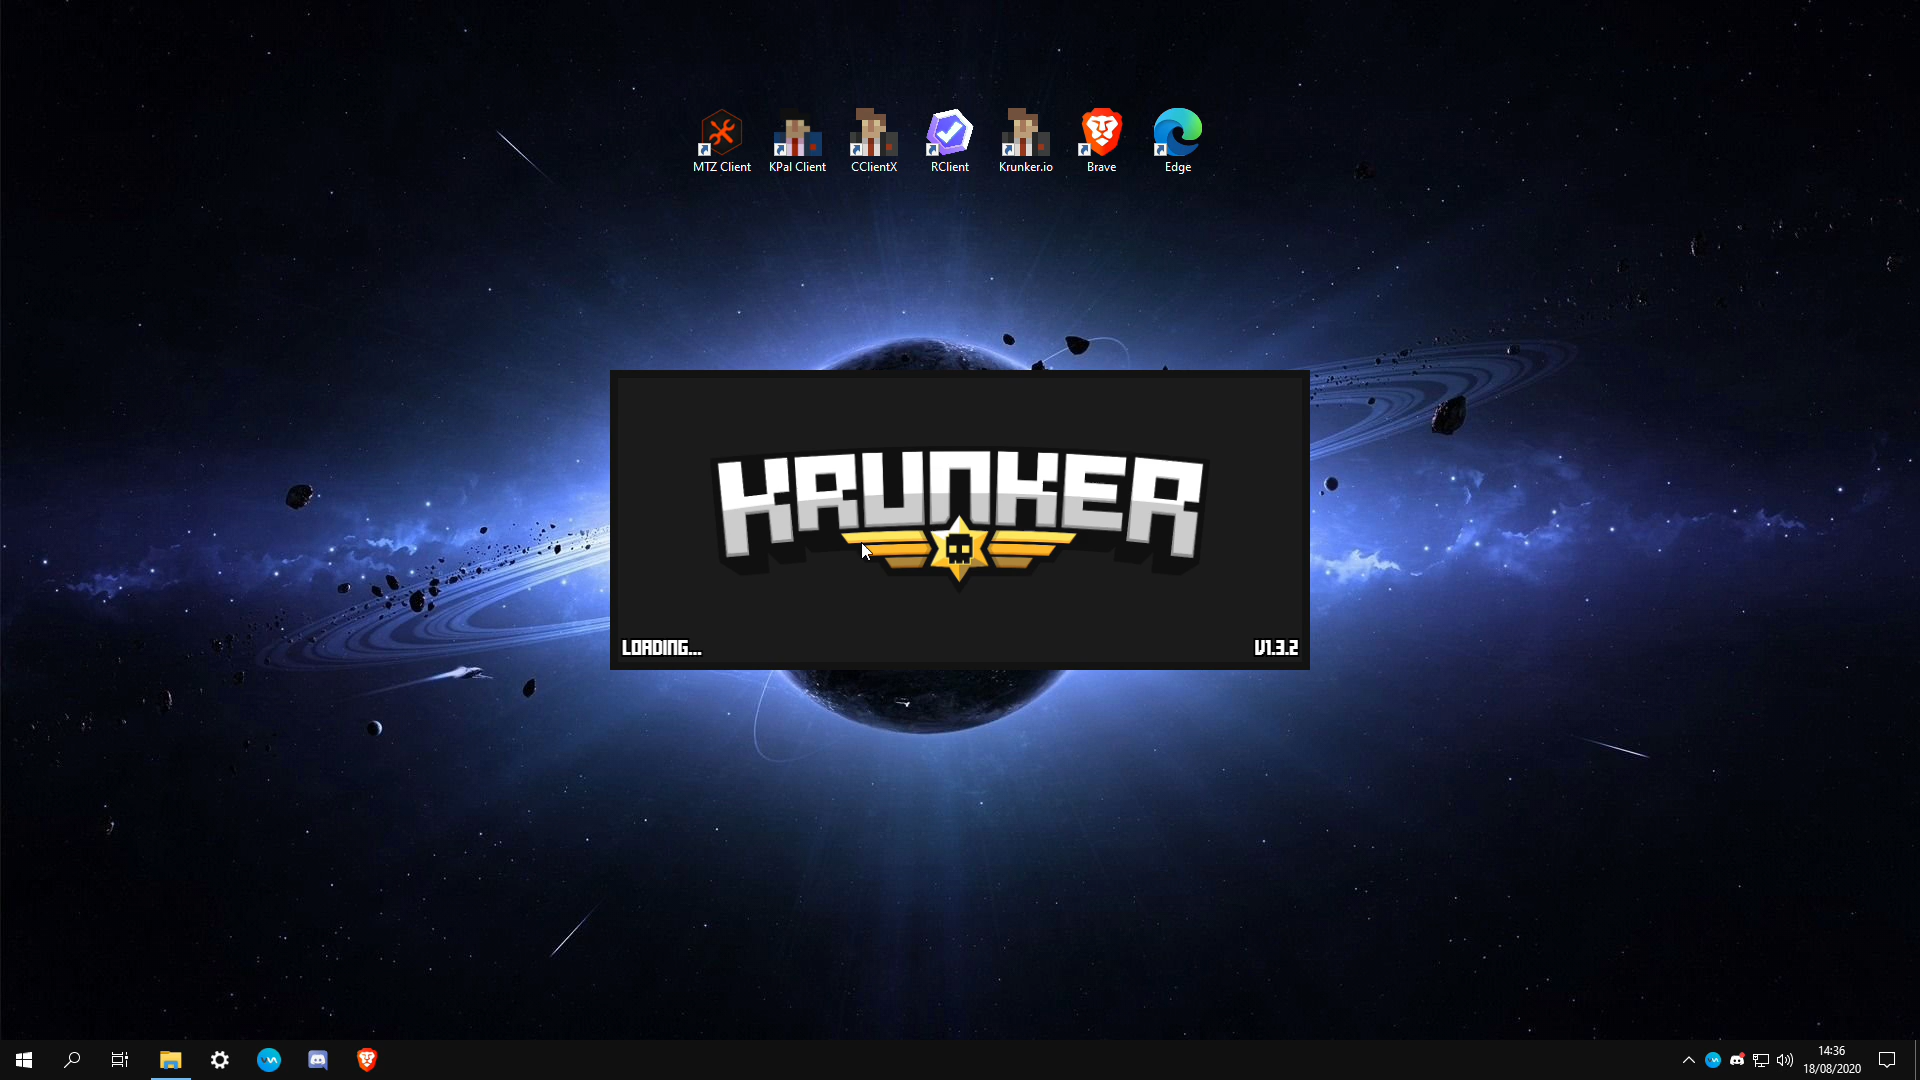 MTZ Client
KPal Client
CClientX
RClient
Krunker.io
Brave
Edge
KRUNKER
LOADING...
V1.3.2
14:36
18/08/2020